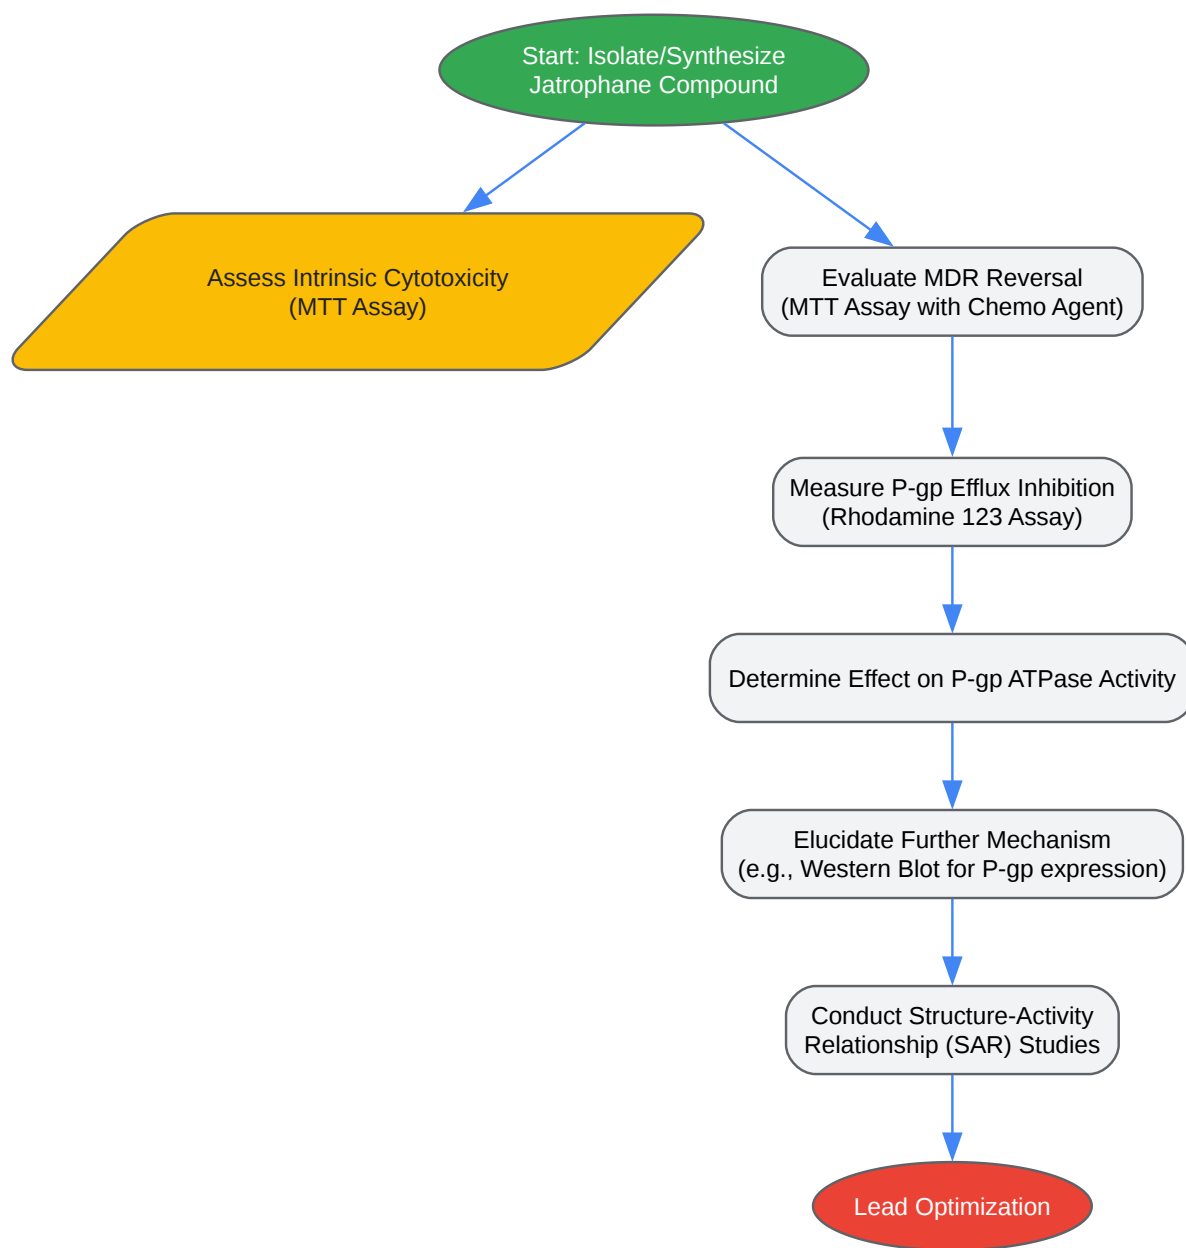 Start: Isolate/Synthesize
Jatrophane Compound
Assess Intrinsic Cytotoxicity
(MTT Assay)
Evaluate MDR Reversal
(MTT Assay with Chemo Agent)
Measure P-gp Efflux Inhibition
(Rhodamine 123 Assay)
Determine Effect on P-gp ATPase Activity
Elucidate Further Mechanism
(e.g., Western Blot for P-gp expression)
Conduct Structure-Activity
Relationship (SAR) Studies
Lead Optimization